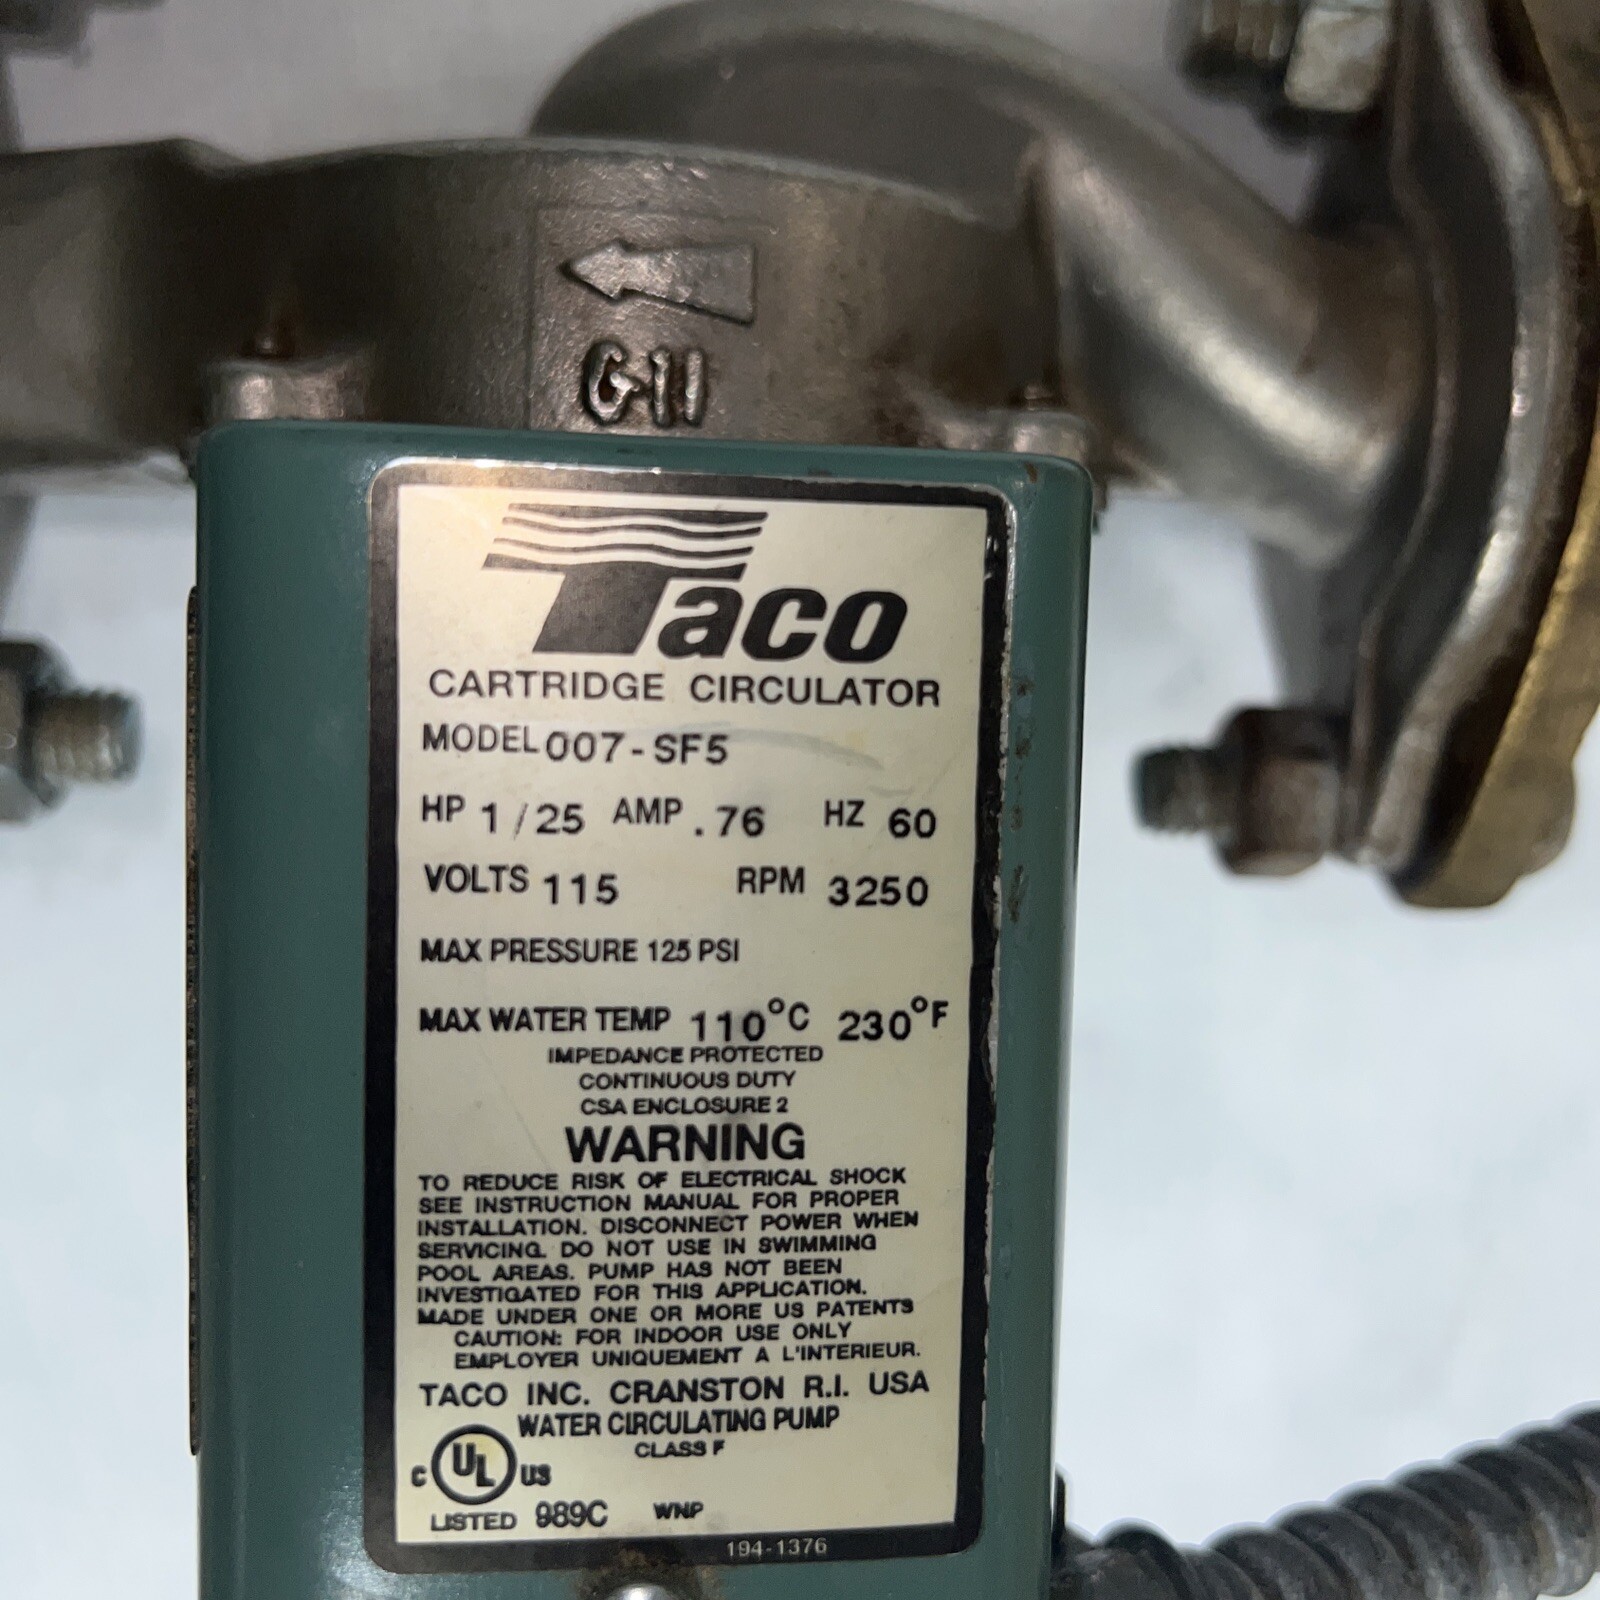 G11
Taco
CARTRIDGE CIRCULATOR
MODEL 007-SF5
HP 1/25 AMP .76 HZ 60
VOLTS 115 RPM 3250
MAX PRESSURE 125 PSI
MAX WATER TEMP 110°C 230°F
IMPEDANCE PROTECTED
CONTINUOUS DUTY
CSA ENCLOSURE 2
WARNING
TO REDUCE RISK OF ELECTRICAL SHOCK
SEE INSTRUCTION MANUAL FOR PROPER
INSTALLATION. DISCONNECT POWER WHEN
SERVICING. DO NOT USE IN SWIMMING
POOL AREAS. PUMP HAS NOT BEEN
INVESTIGATED FOR THIS APPLICATION.
MADE UNDER ONE OR MORE US PATENTS
CAUTION: FOR INDOOR USE ONLY
EMPLOYER UNIQUEMENT A L'INTERIEUR.
TACO INC. CRANSTON R.I. USA
WATER CIRCULATING PUMP
CLASS F
C UL US
LISTED 989C WNP
194-1376